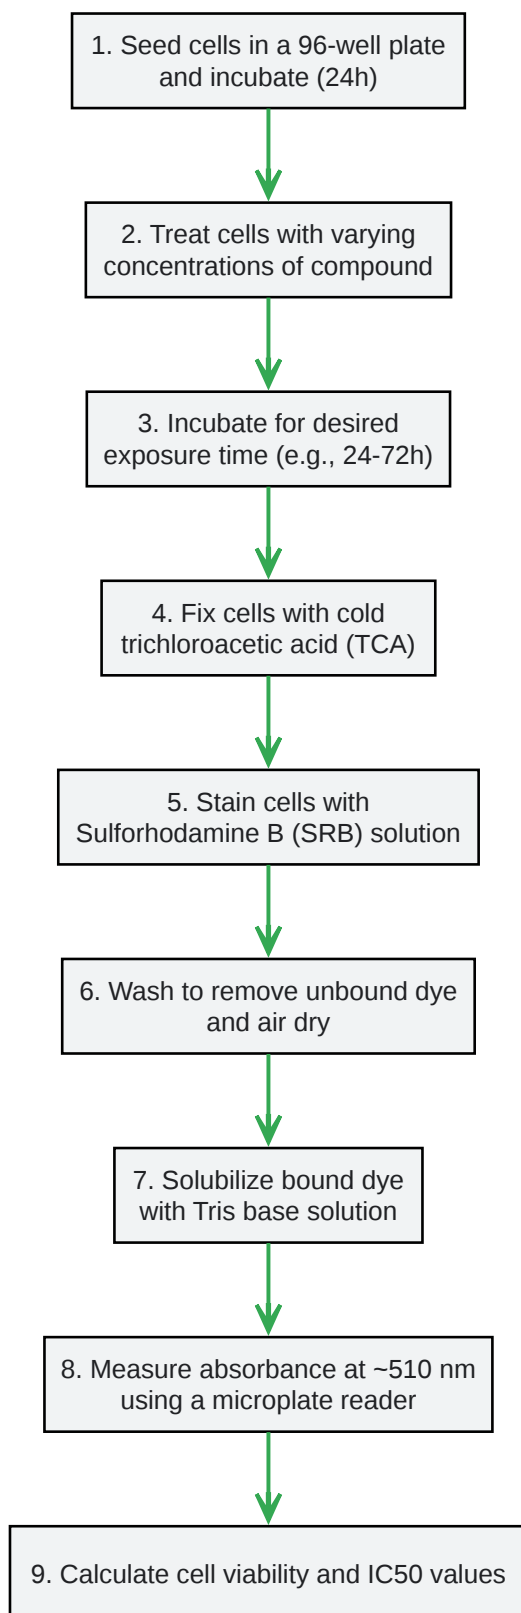 1. Seed cells in a 96-well plate
and incubate (24h)
2. Treat cells with varying
concentrations of compound
3. Incubate for desired
exposure time (e.g., 24-72h)
4. Fix cells with cold
trichloroacetic acid (TCA)
5. Stain cells with
Sulforhodamine B (SRB) solution
6. Wash to remove unbound dye
and air dry
7. Solubilize bound dye
with Tris base solution
8. Measure absorbance at ~510 nm
using a microplate reader
9. Calculate cell viability and IC50 values